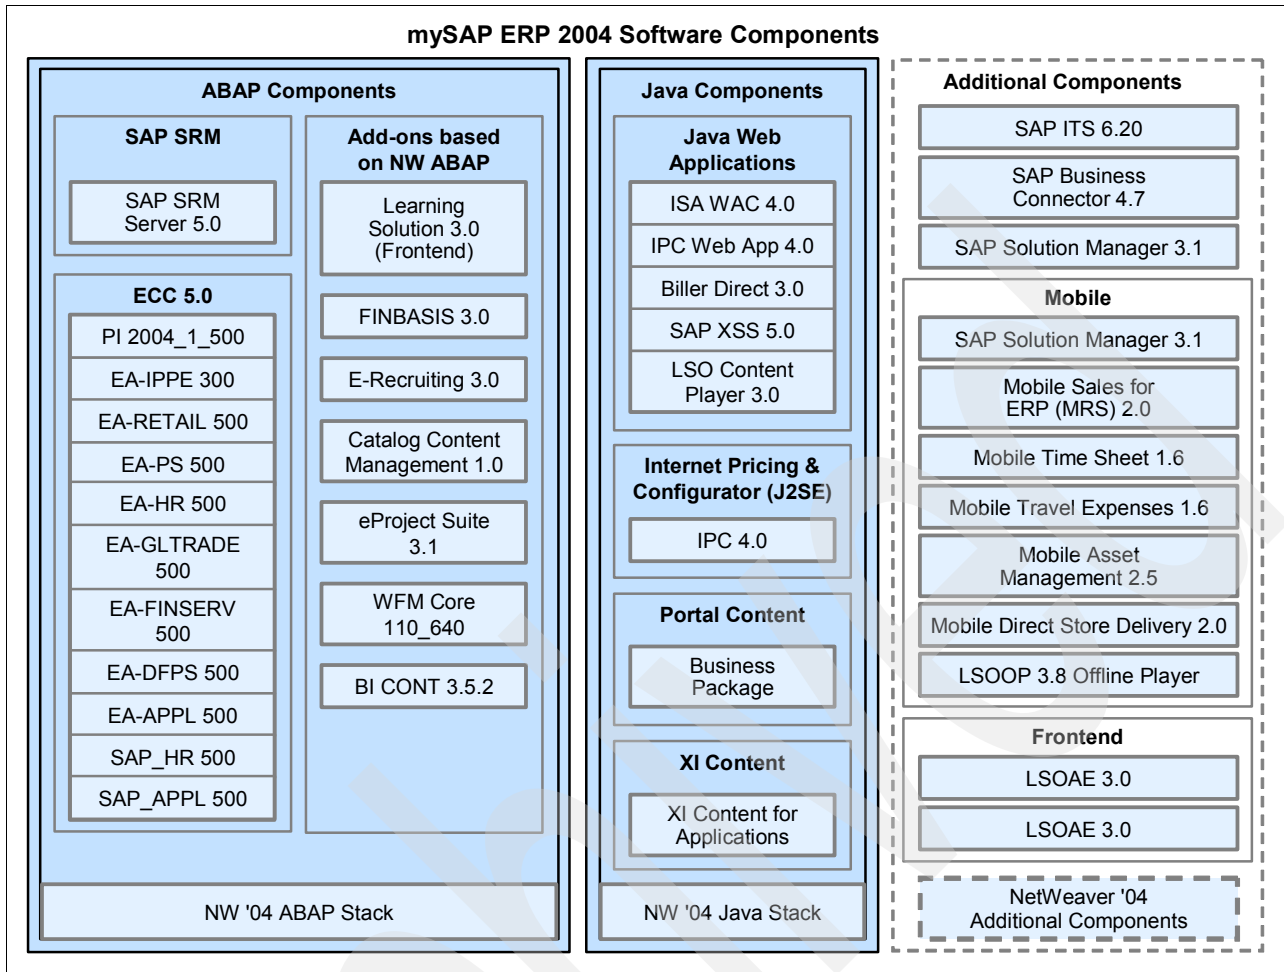 mySAP ERP 2004 Software Components
ABAP Components
SAP SRM
SAP SRM
Server 5.0
ECC 5.0
PI 2004_1_500
EA-IPPE 300
EA-RETAIL 500
EA-PS 500
EA-HR 500
EA-GLTRADE
500
EA-FINSERV
500
EA-DFPS 500
EA-APPL 500
SAP_HR 500
SAP_APPL 500
Add-ons based
on NW ABAP
Learning
Solution 3.0
(Frontend)
FINBASIS 3.0
E-Recruiting 3.0
Catalog Content
Management 1.0
eProject Suite
3.1
WFM Core
110_640
BI CONT 3.5.2
NW '04 ABAP Stack
Java Components
Java Web
Applications
ISA WAC 4.0
IPC Web App 4.0
Biller Direct 3.0
SAP XSS 5.0
LSO Content
Player 3.0
Internet Pricing &
Configurator (J2SE)
IPC 4.0
Portal Content
Business
Package
XI Content
XI Content for
Applications
NW '04 Java Stack
Additional Components
SAP ITS 6.20
SAP Business
Connector 4.7
SAP Solution Manager 3.1
Mobile
SAP Solution Manager 3.1
Mobile Sales for
ERP (MRS) 2.0
Mobile Time Sheet 1.6
Mobile Travel Expenses 1.6
Mobile Asset
Management 2.5
Mobile Direct Store Delivery 2.0
LSOOP 3.8 Offline Player
Frontend
LSOAE 3.0
LSOAE 3.0
NetWeaver '04
Additional Components